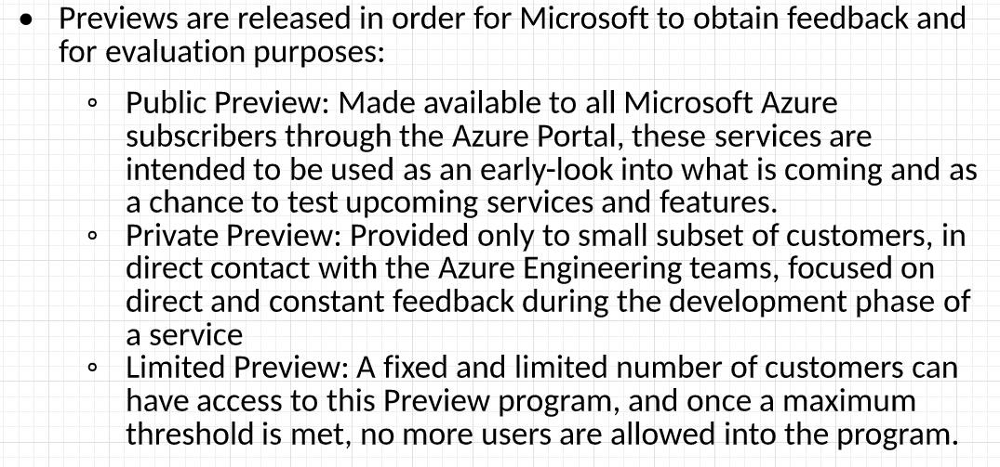 • Previews are released in order for Microsoft to obtain feedback and
for evaluation purposes:
◦ Public Preview: Made available to all Microsoft Azure
subscribers through the Azure Portal, these services are
intended to be used as an early-look into what is coming and as
a chance to test upcoming services and features.
◦ Private Preview: Provided only to small subset of customers, in
direct contact with the Azure Engineering teams, focused on
direct and constant feedback during the development phase of
a service
◦ Limited Preview: A fixed and limited number of customers can
have access to this Preview program, and once a maximum
threshold is met, no more users are allowed into the program.